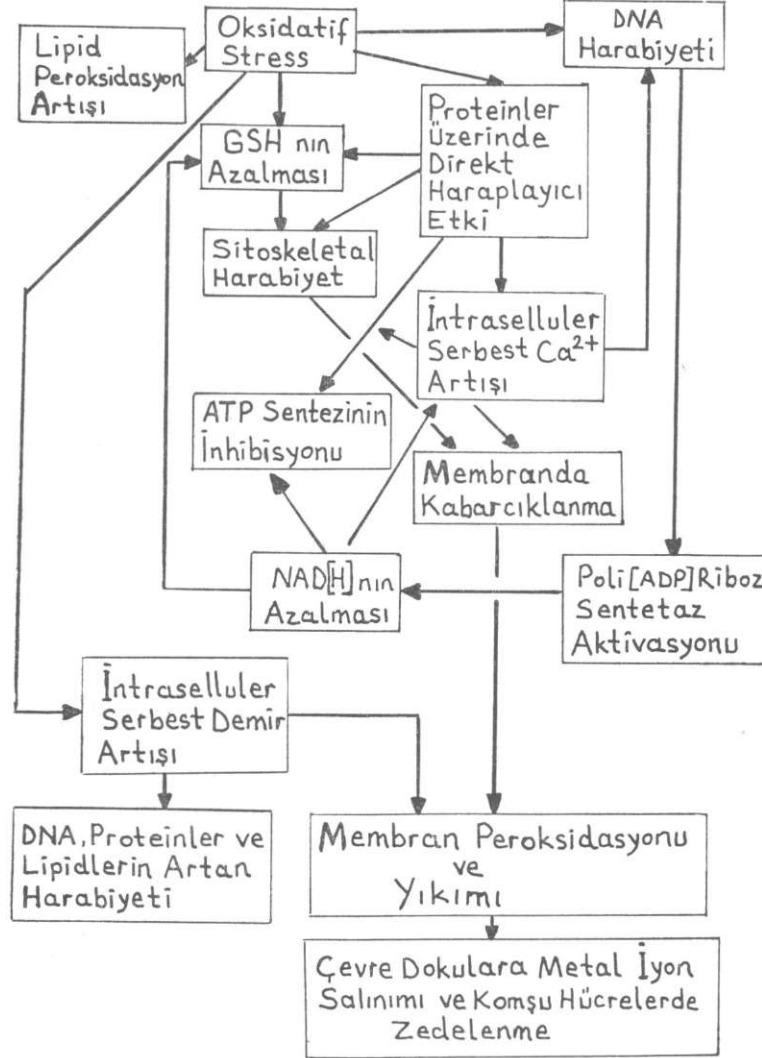 Lipid
Peroksidasyon
Artışı
Oksidatif
Stress
DNA
Harabiyeti
GSH nın
Azalması
Proteinler
Üzerinde
Direkt
Haraplayıcı
Etki
Sitoskeletal
Harabiyet
İntraselluler
Serbest Ca²⁺
Artışı
ATP Sentezinin
İnhibisyonu
Membranda
Kabarcıklanma
NAD[H]nın
Azalması
Poli[ADP]Riboz
Sentetaz
Aktivasyonu
İntraselluler
Serbest Demir
Artışı
DNA, Proteinler ve
Lipidlerin Artan
Harabiyeti
Membran Peroksidasyonu
ve
Yıkımı
Çevre Dokulara Metal İyon
Salınımı ve Komşu Hücrelerde
Zedelenme